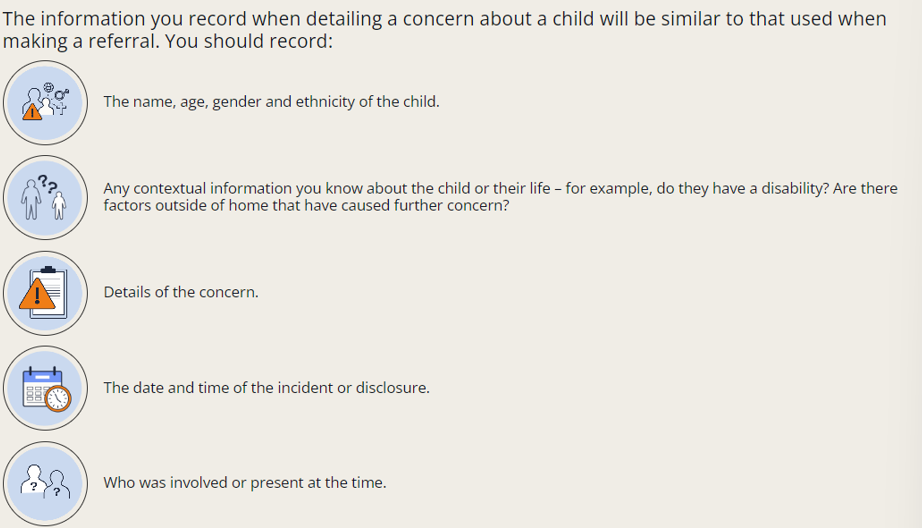 The information you record when detailing a concern about a child will be similar to that used when
making a referral. You should record:
The name, age, gender and ethnicity of the child.
Any contextual information you know about the child or their life – for example, do they have a disability? Are there
factors outside of home that have caused further concern?
Details of the concern.
The date and time of the incident or disclosure.
Who was involved or present at the time.